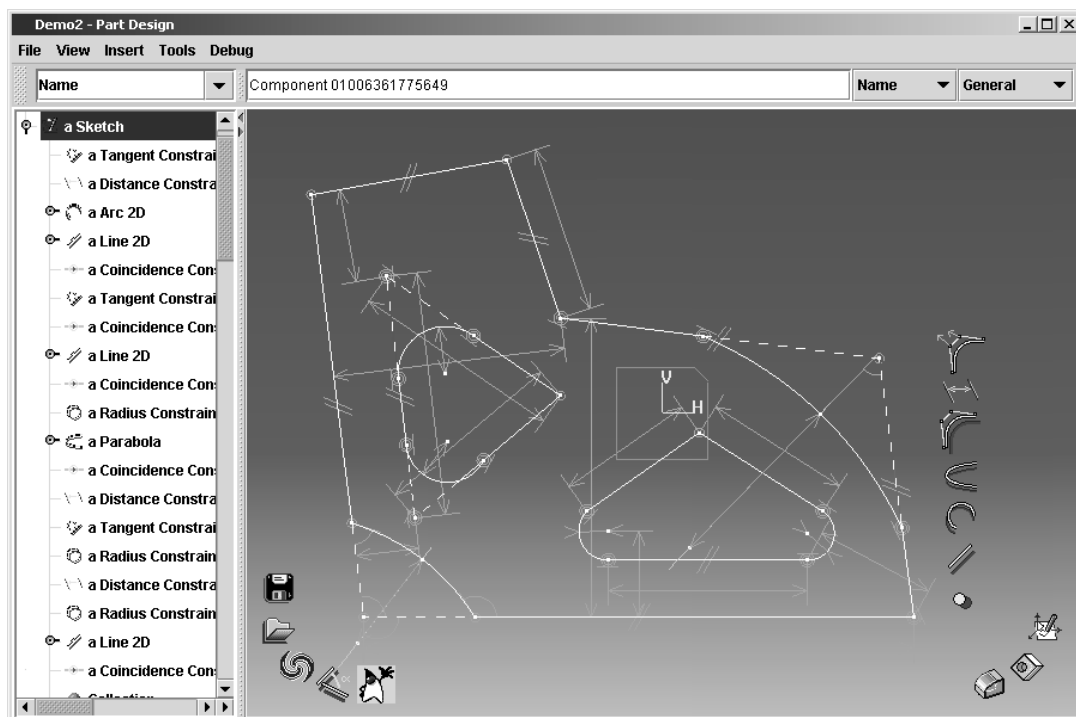 Demo2 - Part Design
File View Insert Tools Debug
Name Component 01006361775649 Name General
a Sketch
a Tangent Constrai
a Distance Constra
a Arc 2D
a Line 2D
a Coincidence Con
a Tangent Constrai
a Coincidence Con
a Line 2D
a Coincidence Con
a Radius Constrain
a Parabola
a Coincidence Con
a Distance Constra
a Tangent Constrai
a Radius Constrain
a Distance Constra
a Radius Constrain
a Line 2D
a Coincidence Con
V
H